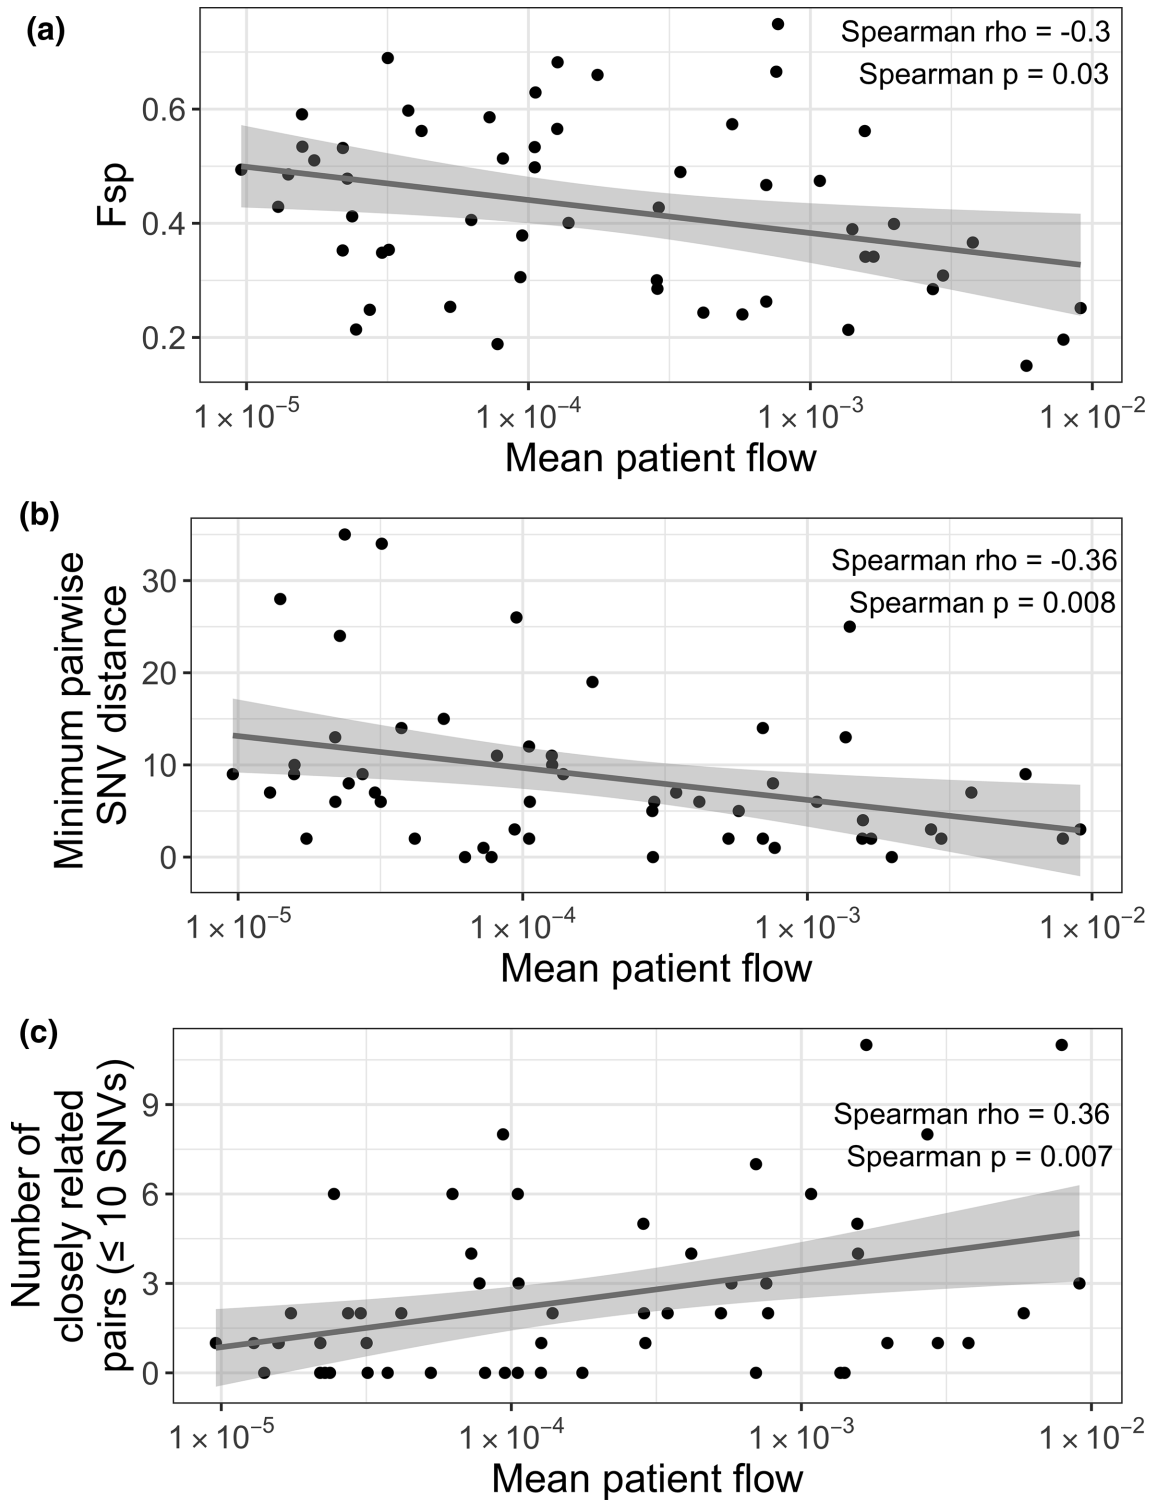 (a)
Spearman rho = -0.3
Spearman p = 0.03
Fsp
0.6
0.4
0.2
1 × 10⁻⁵ 1 × 10⁻⁴ 1 × 10⁻³ 1 × 10⁻²
Mean patient flow
(b)
Spearman rho = -0.36
Spearman p = 0.008
Minimum pairwise
SNV distance
30
20
10
0
1 × 10⁻⁵ 1 × 10⁻⁴ 1 × 10⁻³ 1 × 10⁻²
Mean patient flow
(c)
Spearman rho = 0.36
Spearman p = 0.007
Number of
closely related
pairs (≤ 10 SNVs)
9
6
3
0
1 × 10⁻⁵ 1 × 10⁻⁴ 1 × 10⁻³ 1 × 10⁻²
Mean patient flow